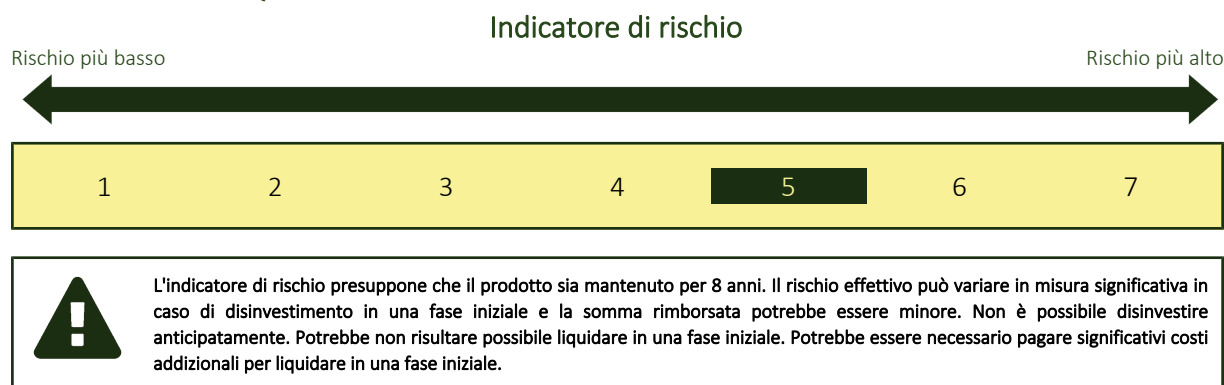 Indicatore di rischio
Rischio più basso
Rischio più alto
1 2 3 4 5 6 7
L'indicatore di rischio presuppone che il prodotto sia mantenuto per 8 anni. Il rischio effettivo può variare in misura significativa in
caso di disinvestimento in una fase iniziale e la somma rimborsata potrebbe essere minore. Non è possibile disinvestire
anticipatamente. Potrebbe non risultare possibile liquidare in una fase iniziale. Potrebbe essere necessario pagare significativi costi
addizionali per liquidare in una fase iniziale.